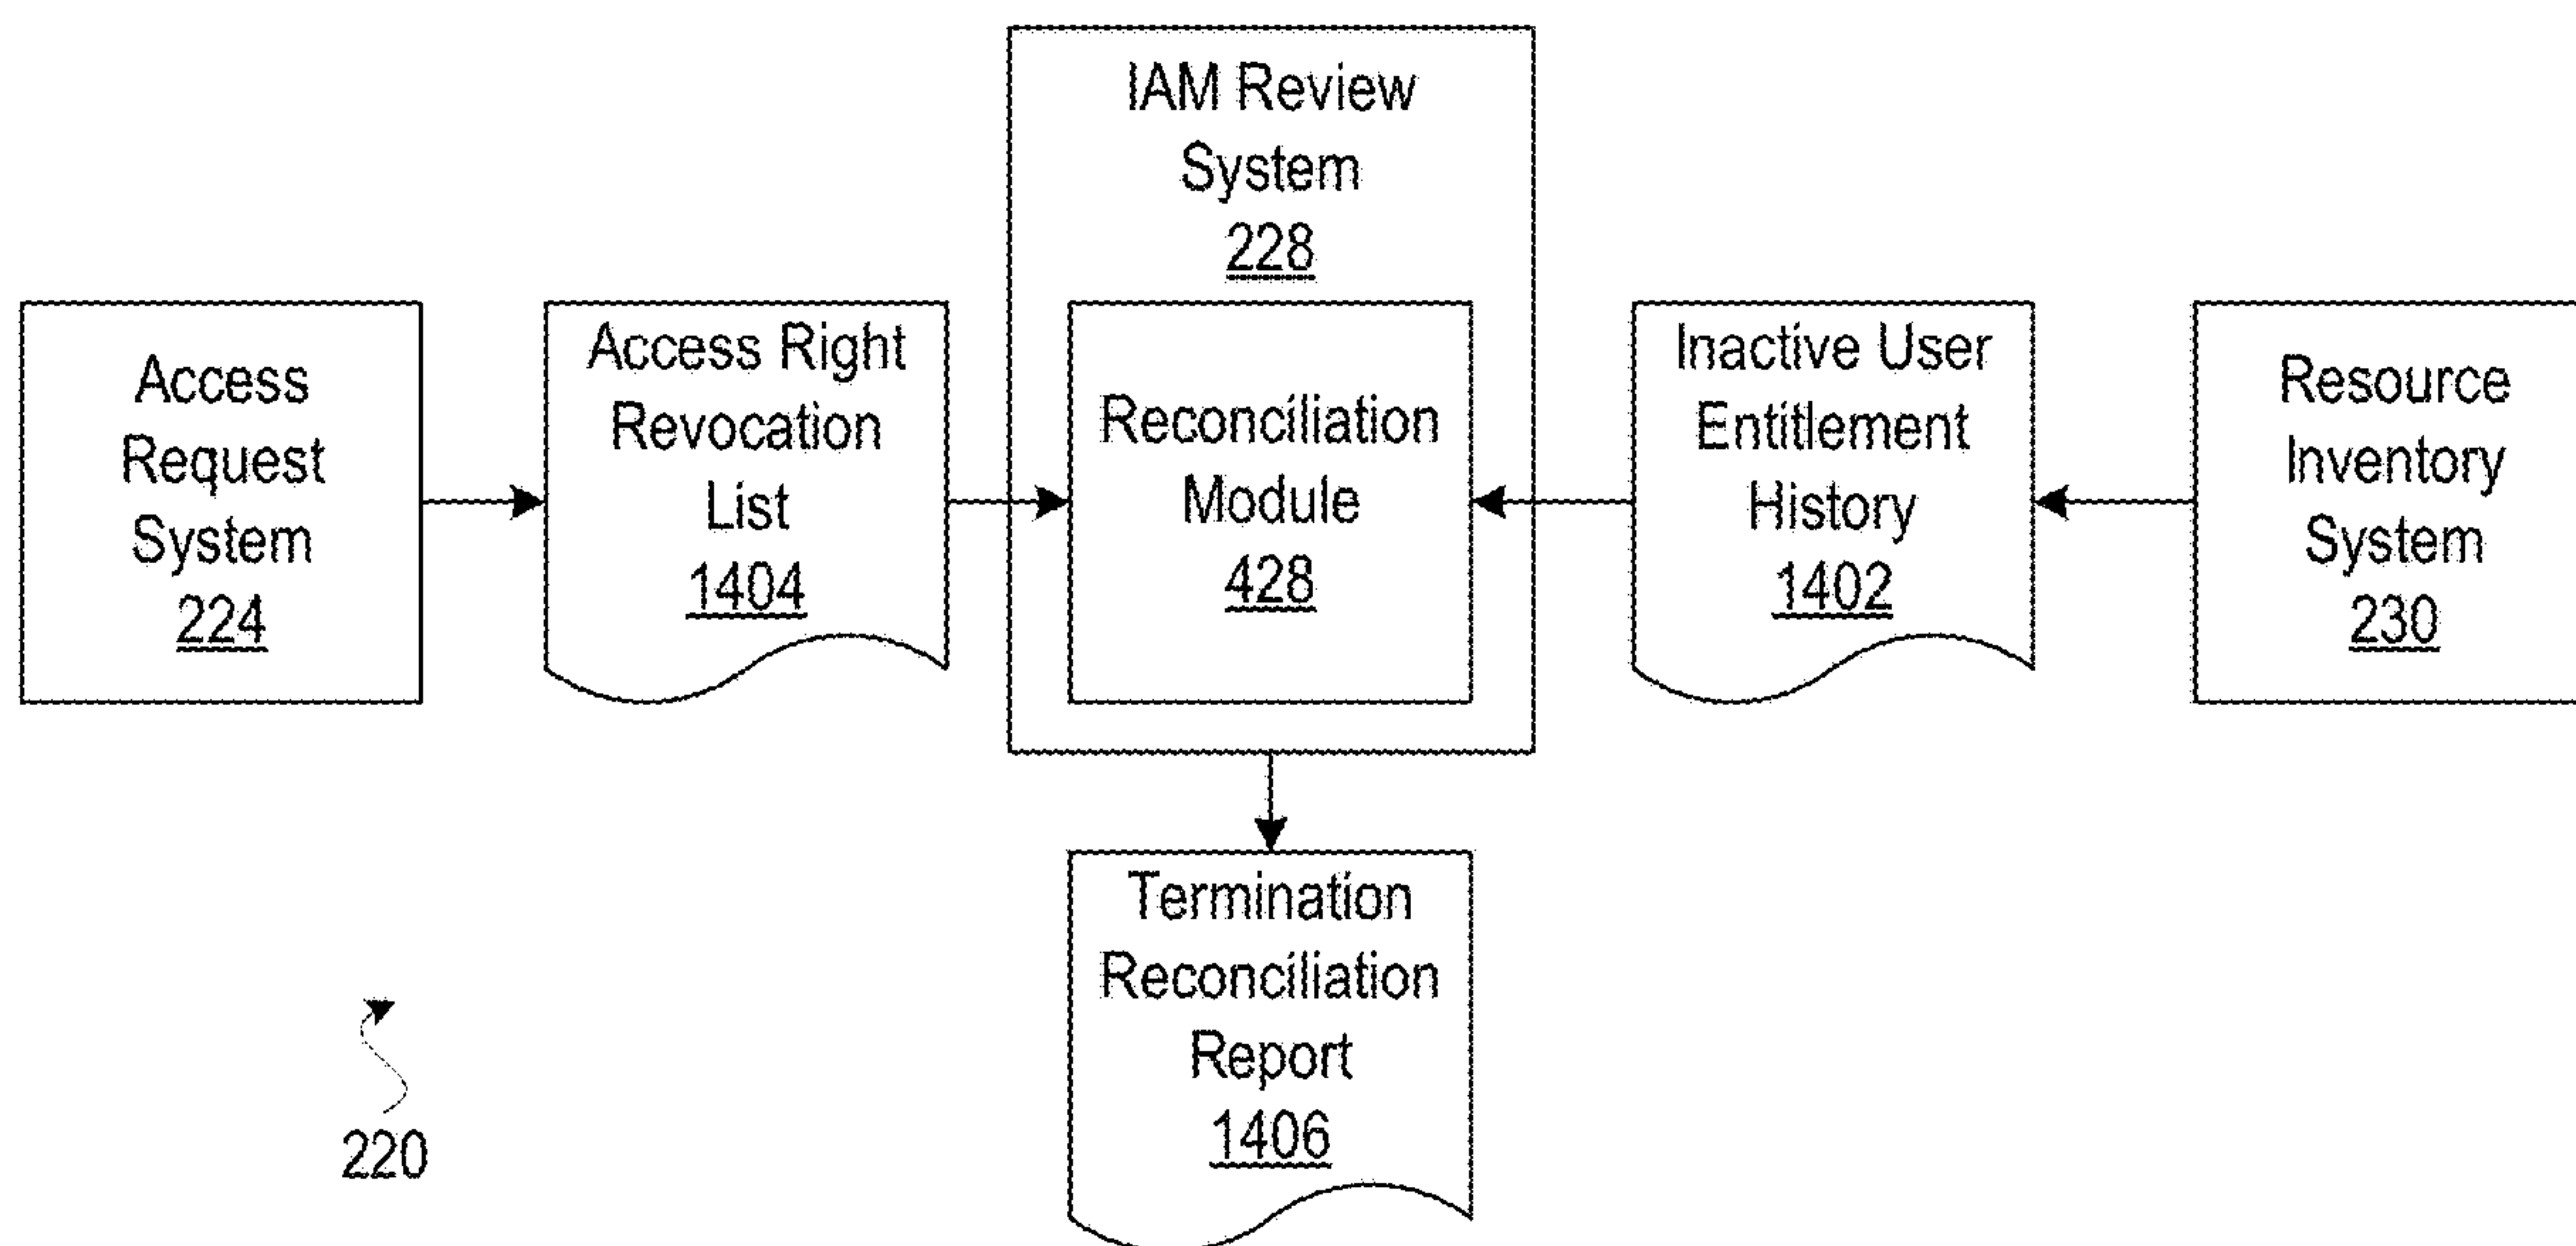 IAM Review
System
228
Access
Request
System
224
Access Right
Revocation
List
1404
Reconciliation
Module
428
Inactive User
Entitlement
History
1402
Resource
Inventory
System
230
Termination
Reconciliation
Report
1406
220